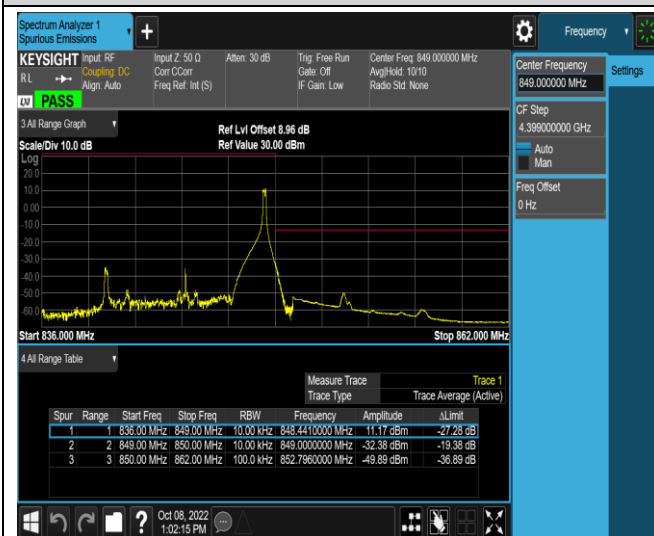 Spectrum Analyzer 1
Spurious Emissions
Frequency
KEYSIGHT Input: RF Input Z: 50 Ω Atten: 30 dB Trig: Free Run Center Freq: 849.000000 MHz
R L Coupling: DC Corr CCorr Gate: Off Avg|Hold: 10/10
Align: Auto Freq Ref: Int (S) IF Gain: Low Radio Std: None
LXI PASS
Center Frequency
849.000000 MHz
Settings
CF Step
4.399000000 GHz
Auto
Man
Freq Offset
0 Hz
3 All Range Graph
Ref Lvl Offset 8.96 dB
Scale/Div 10.0 dB Ref Value 30.00 dBm
Log
20.0
10.0
0.00
-10.0
-20.0
-30.0
-40.0
-50.0
-60.0
Start 836.000 MHz Stop 862.000 MHz
4 All Range Table
Measure Trace Trace 1
Trace Type Trace Average (Active)
Spur Range Start Freq Stop Freq RBW Frequency Amplitude ΔLimit
1 1 836.00 MHz 849.00 MHz 10.00 kHz 848.4410000 MHz 11.17 dBm -27.28 dB
2 2 849.00 MHz 850.00 MHz 10.00 kHz 849.0000000 MHz -32.38 dBm -19.38 dB
3 3 850.00 MHz 862.00 MHz 100.0 kHz 852.7960000 MHz -49.89 dBm -36.89 dB
Oct 08, 2022
1:02:15 PM